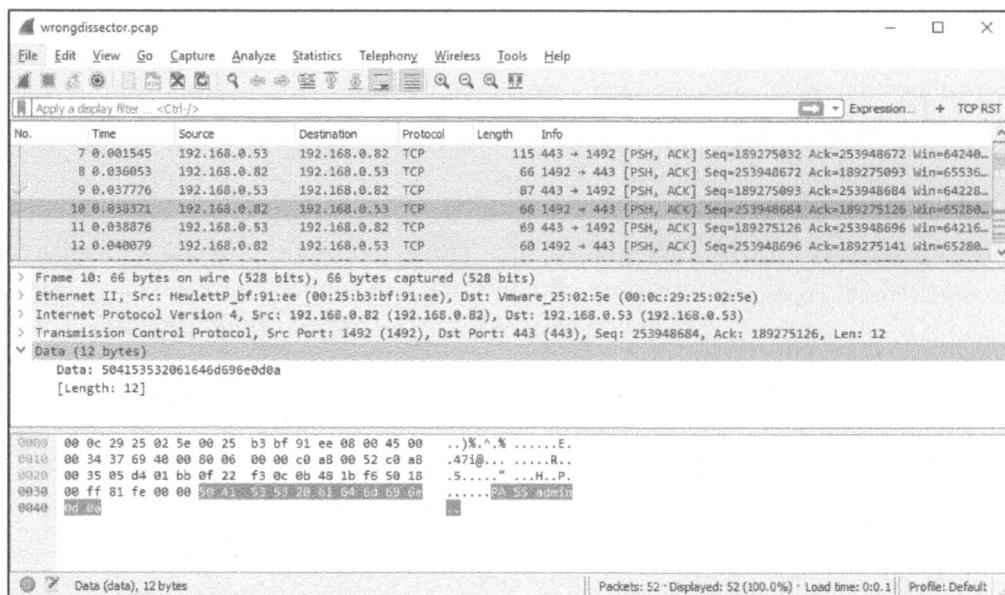 wrongdissector.pcap
File Edit View Go Capture Analyze Statistics Telephony Wireless Tools Help
Apply a display filter ... <Ctrl-/> Expression... + TCP RST
No. Time Source Destination Protocol Length Info
7 0.001545 192.168.0.53 192.168.0.82 TCP 115 443 → 1492 [PSH, ACK] Seq=189275032 Ack=253948672 Win=64240…
8 0.036053 192.168.0.82 192.168.0.53 TCP 66 1492 → 443 [PSH, ACK] Seq=253948672 Ack=189275093 Win=65536…
9 0.037776 192.168.0.53 192.168.0.82 TCP 87 443 → 1492 [PSH, ACK] Seq=189275093 Ack=253948684 Win=64228…
10 0.038371 192.168.0.82 192.168.0.53 TCP 66 1492 → 443 [PSH, ACK] Seq=253948684 Ack=189275126 Win=65280…
11 0.038876 192.168.0.53 192.168.0.82 TCP 69 443 → 1492 [PSH, ACK] Seq=189275126 Ack=253948696 Win=64216…
12 0.040079 192.168.0.82 192.168.0.53 TCP 60 1492 → 443 [PSH, ACK] Seq=253948696 Ack=189275141 Win=65280…
> Frame 10: 66 bytes on wire (528 bits), 66 bytes captured (528 bits)
> Ethernet II, Src: HewlettP_bf:91:ee (00:25:b3:bf:91:ee), Dst: Vmware_25:02:5e (00:0c:29:25:02:5e)
> Internet Protocol Version 4, Src: 192.168.0.82 (192.168.0.82), Dst: 192.168.0.53 (192.168.0.53)
> Transmission Control Protocol, Src Port: 1492 (1492), Dst Port: 443 (443), Seq: 253948684, Ack: 189275126, Len: 12
Data (12 bytes)
Data: 504153532061646d696e0d0a
[Length: 12]
0000 00 0c 29 25 02 5e 00 25 b3 bf 91 ee 08 00 45 00 ..)%.^.% ......E.
0010 00 34 37 69 40 00 80 06 00 00 c0 a8 00 52 c0 a8 .47i@... .....R..
0020 00 35 05 d4 01 bb 0f 22 f3 0c 0b 48 1b f6 50 18 .5....." ...H..P.
0030 00 ff 81 fe 00 00 50 41 53 53 20 61 64 6d 69 6e ......PA SS admin
0040 0d 0a ..
Data (data), 12 bytes Packets: 52 · Displayed: 52 (100.0%) · Load time: 0:0.1 Profile: Default